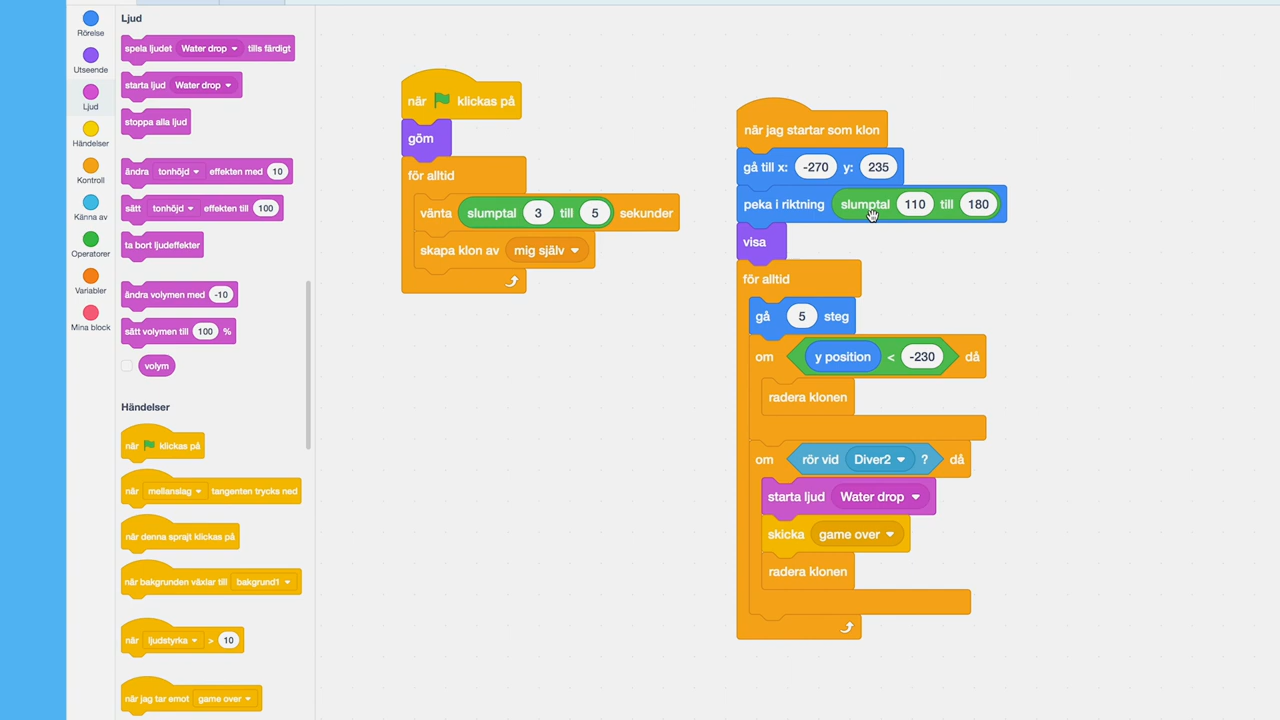 Rörelse
Utseende
Ljud
Händelser
Kontroll
Känna av
Operatorer
Variabler
Mina block
Ljud
spela ljudet Water drop tills färdigt
starta ljud Water drop
stoppa alla ljud
ändra tonhöjd effekten med 10
sätt tonhöjd effekten till 100
ta bort ljudeffekter
ändra volymen med -10
sätt volymen till 100 %
volym
Händelser
när klickas på
när mellanslag tangenten trycks ned
när denna sprajt klickas på
när bakgrunden växlar till bakgrund1
när ljudstyrka > 10
när jag tar emot game over
när klickas på
göm
för alltid
vänta slumptal 3 till 5 sekunder
skapa klon av mig själv
när jag startar som klon
gå till x: -270 y: 235
peka i riktning slumptal 110 till 180
visa
för alltid
gå 5 steg
om y position < -230 då
radera klonen
om rör vid Diver2 ? då
starta ljud Water drop
skicka game over
radera klonen